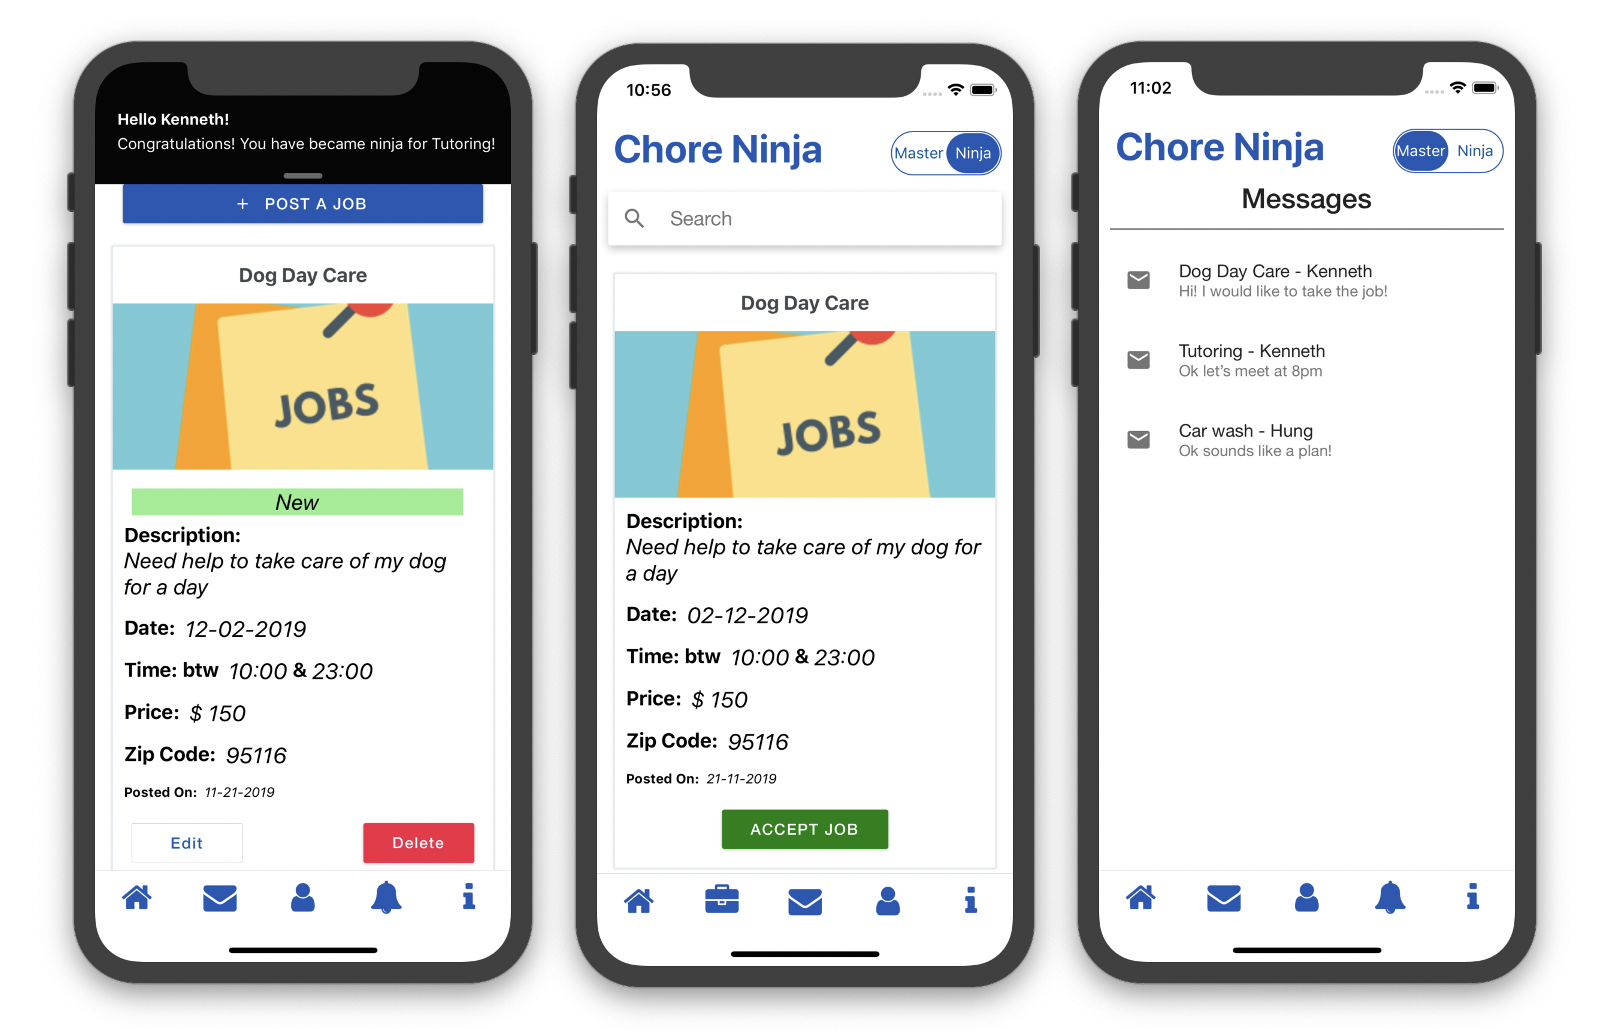 Hello Kenneth!
Congratulations! You have became ninja for Tutoring!
+ POST A JOB
Dog Day Care
JOBS
New
Description:
Need help to take care of my dog
for a day
Date: 12-02-2019
Time: btw 10:00 & 23:00
Price: $ 150
Zip Code: 95116
Posted On: 11-21-2019
Edit
Delete
10:56
Chore Ninja
Master Ninja
Search
Dog Day Care
JOBS
Description:
Need help to take care of my dog for
a day
Date: 02-12-2019
Time: btw 10:00 & 23:00
Price: $ 150
Zip Code: 95116
Posted On: 21-11-2019
ACCEPT JOB
11:02
Chore Ninja
Master Ninja
Messages
Dog Day Care - Kenneth
Hi! I would like to take the job!
Tutoring - Kenneth
Ok let's meet at 8pm
Car wash - Hung
Ok sounds like a plan!